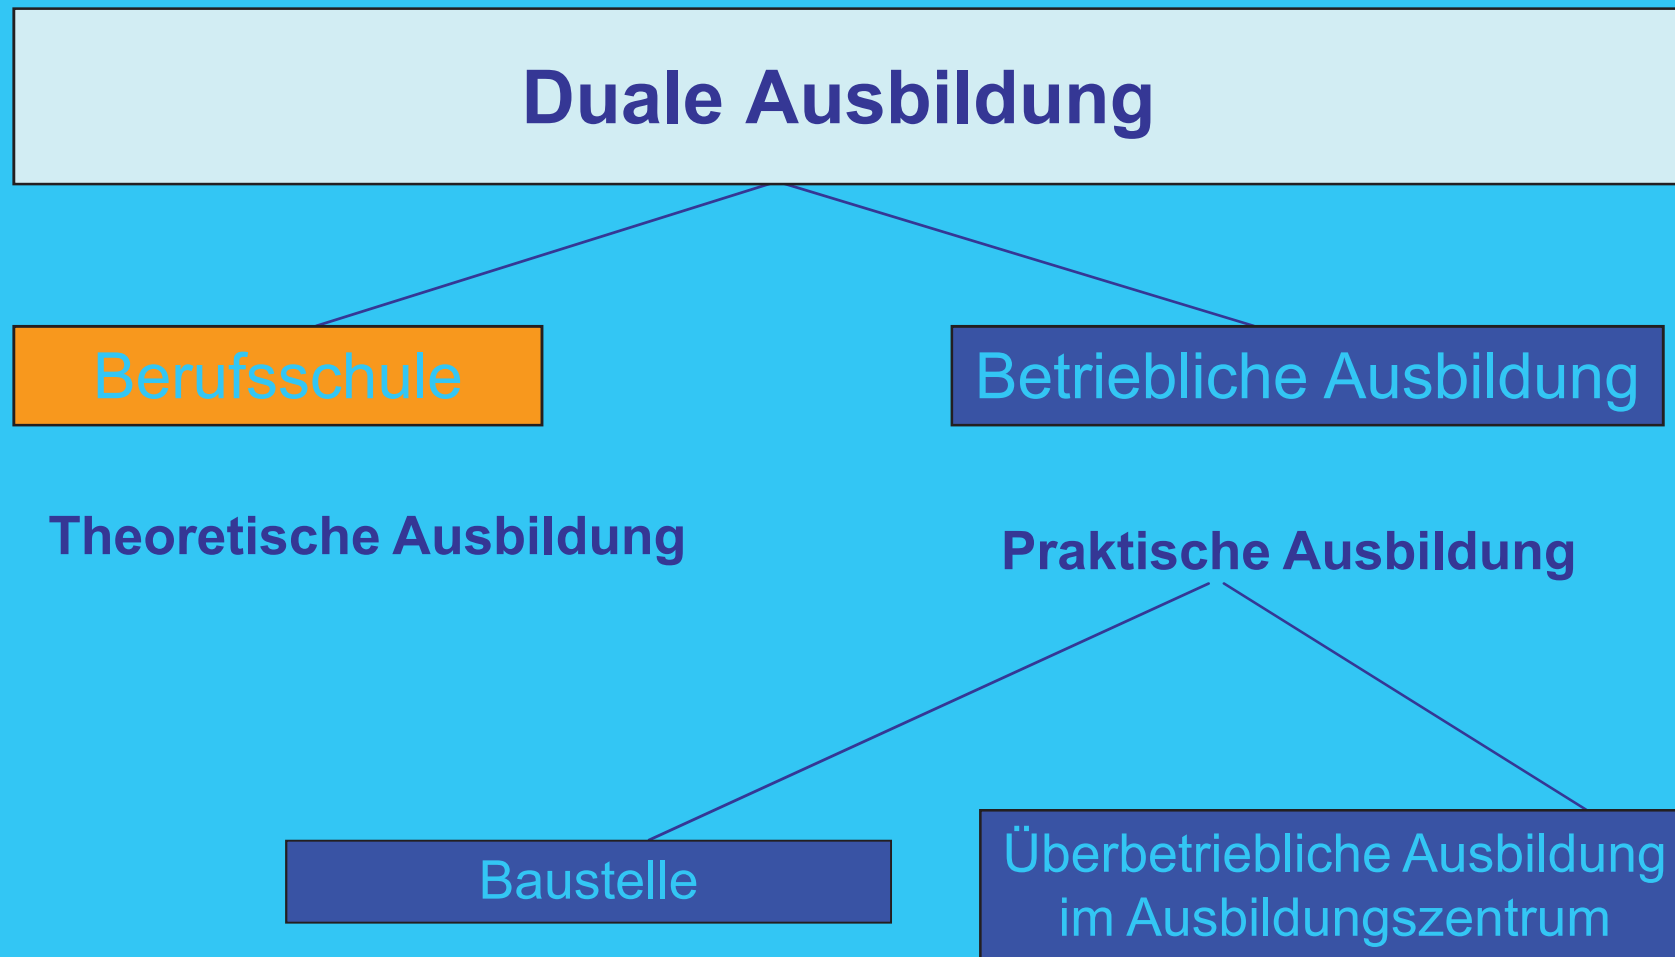 Duale Ausbildung
Berufsschule
Betriebliche Ausbildung
Theoretische Ausbildung
Praktische Ausbildung
Baustelle
Überbetriebliche Ausbildung
im Ausbildungszentrum